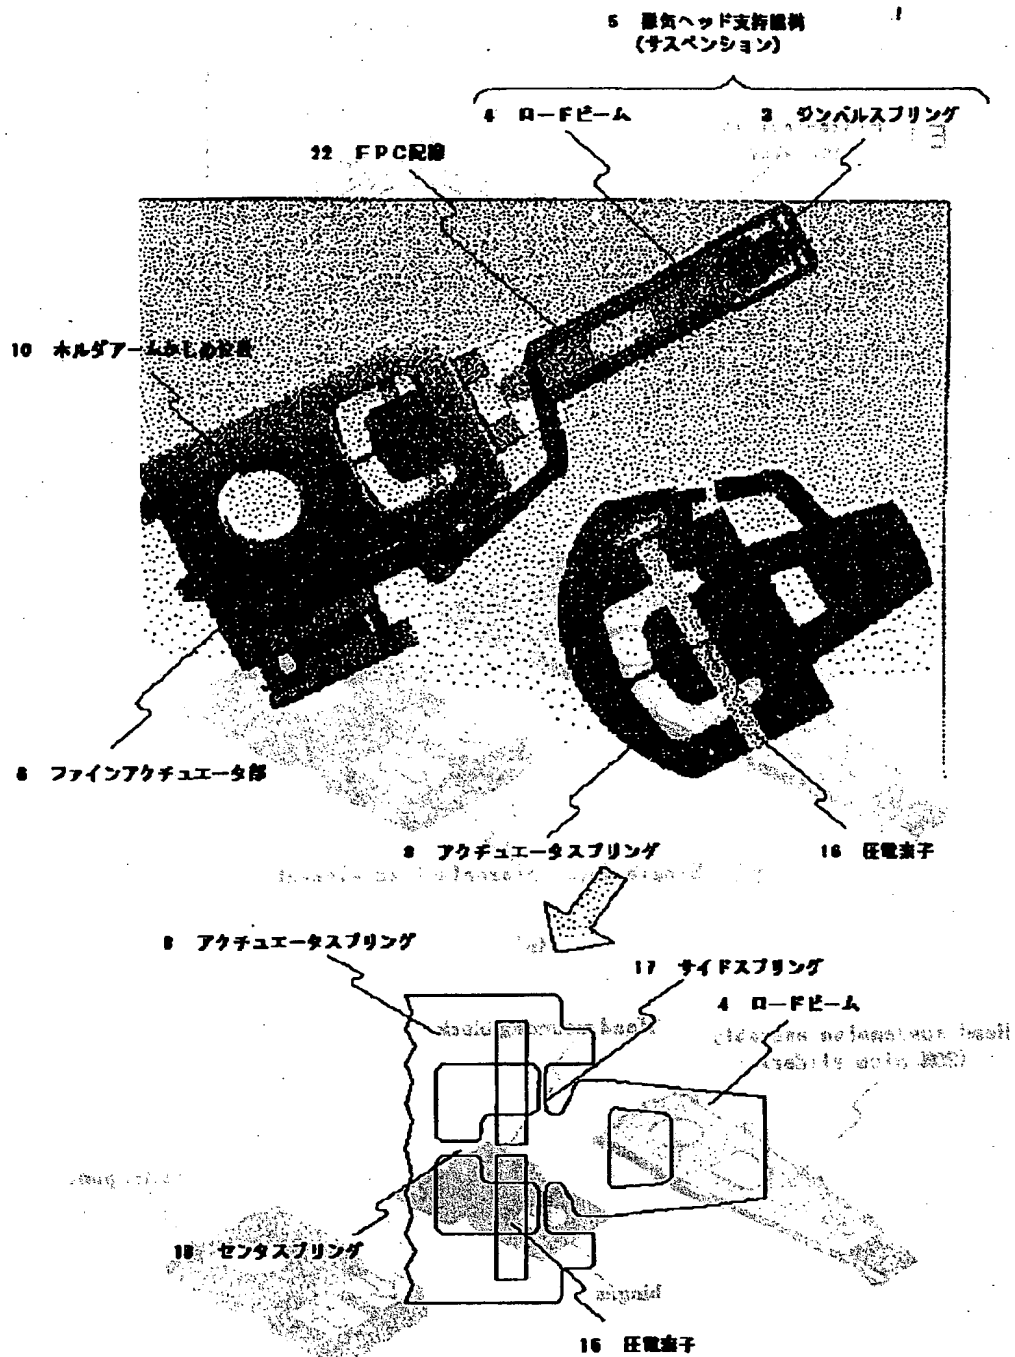 5 磁気ヘッド支持機構
(サスペンション)
4 ロードビーム
3 ジンバルスプリング
22 FPC配線
10 ホルダアームかしめ位置
6 ファインアクチュエータ部
8 アクチュエータスプリング
16 圧電素子
8 アクチュエータスプリング
17 サイドスプリング
4 ロードビーム
18 センタスプリング
16 圧電素子